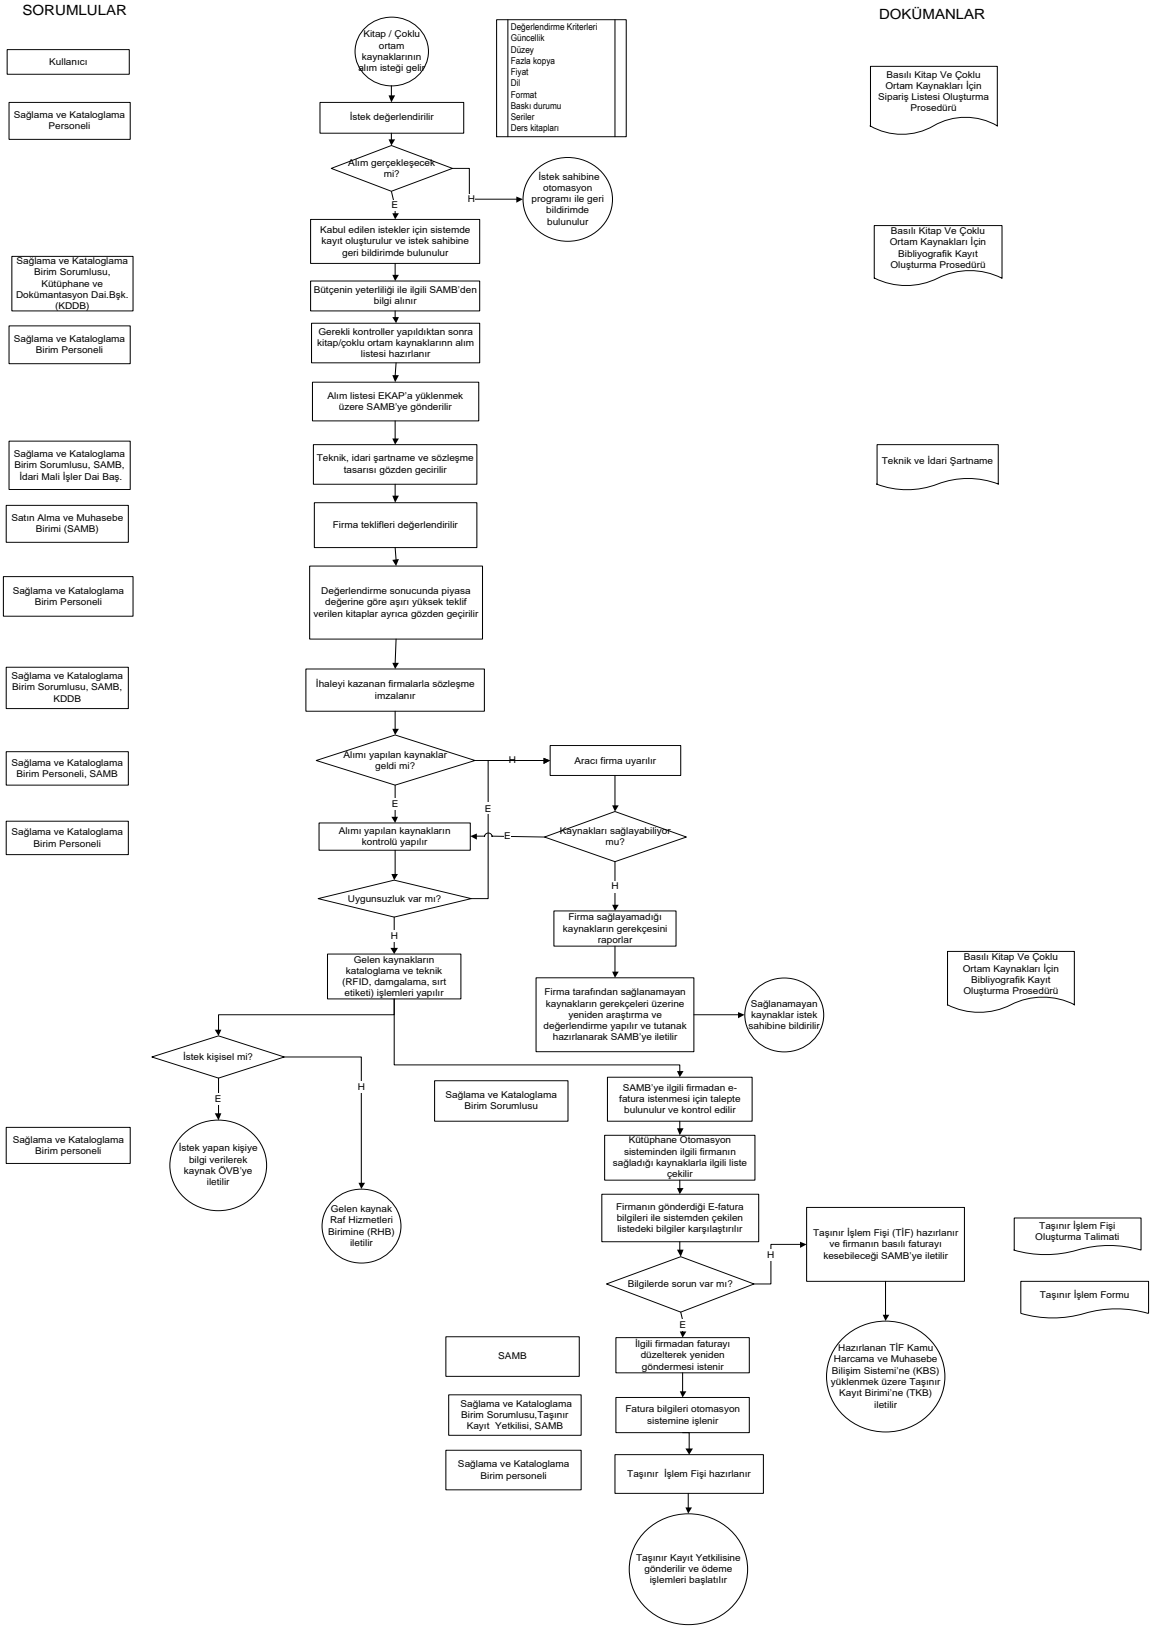 SORUMLULAR
DOKÜMANLAR
Kitap / Çoklu
ortam
kaynaklarının
alım isteği gelir
Değerlendirme Kriterleri
Güncellik
Düzey
Fazla kopya
Fiyat
Dil
Format
Baskı durumu
Seriler
Ders kitapları
Kullanıcı
Basılı Kitap Ve Çoklu
Ortam Kaynakları İçin
Sipariş Listesi Oluşturma
Prosedürü
Sağlama ve Kataloglama
Personeli
İstek değerlendirilir
Alım gerçekleşecek
mi?
H
E
İstek sahibine
otomasyon
programı ile geri
bildirimde
bulunulur
Kabul edilen istekler için sistemde
kayıt oluşturulur ve istek sahibine
geri bildirimde bulunulur
Basılı Kitap Ve Çoklu
Ortam Kaynakları İçin
Bibliyografik Kayıt
Oluşturma Prosedürü
Sağlama ve Kataloglama
Birim Sorumlusu,
Kütüphane ve
Dokümantasyon Dai.Bşk.
(KDDB)
Bütçenin yeterliliği ile ilgili SAMB'den
bilgi alınır
Sağlama ve Kataloglama
Birim Personeli
Gerekli kontroller yapıldıktan sonra
kitap/çoklu ortam kaynaklarınn alım
listesi hazırlanır
Alım listesi EKAP'a yüklenmek
üzere SAMB'ye gönderilir
Sağlama ve Kataloglama
Birim Sorumlusu, SAMB,
İdari Mali İşler Dai Baş.
Teknik, idari şartname ve sözleşme
tasarısı gözden gecirilir
Teknik ve İdari Şartname
Satın Alma ve Muhasebe
Birimi (SAMB)
Firma teklifleri değerlendirilir
Sağlama ve Kataloglama
Birim Personeli
Değerlendirme sonucunda piyasa
değerine göre aşırı yüksek teklif
verilen kitaplar ayrıca gözden geçirilir
Sağlama ve Kataloglama
Birim Sorumlusu, SAMB,
KDDB
İhaleyi kazanan firmalarla sözleşme
imzalanır
Sağlama ve Kataloglama
Birim Personeli, SAMB
Alımı yapılan kaynaklar
geldi mi?
H
Aracı firma uyarılır
E
E
Sağlama ve Kataloglama
Birim Personeli
Alımı yapılan kaynakların
kontrolü yapılır
E
Kaynakları sağlayabiliyor
mu?
Uygunsuzluk var mı?
H
H
Firma sağlayamadığı
kaynakların gerekçesini
raporlar
Gelen kaynakların
kataloglama ve teknik
(RFID, damgalama, sırt
etiketi) işlemleri yapılır
Basılı Kitap Ve Çoklu
Ortam Kaynakları İçin
Bibliyografik Kayıt
Oluşturma Prosedürü
Firma tarafından sağlanamayan
kaynakların gerekçeleri üzerine
yeniden araştırma ve
değerlendirme yapılır ve tutanak
hazırlanarak SAMB'ye iletilir
Sağlanamayan
kaynaklar istek
sahibine bildirilir
İstek kişisel mi?
H
E
Sağlama ve Kataloglama
Birim Sorumlusu
SAMB'ye ilgili firmadan e-
fatura istenmesi için talepte
bulunulur ve kontrol edilir
Sağlama ve Kataloglama
Birim personeli
İstek yapan kişiye
bilgi verilerek
kaynak ÖVB'ye
iletilir
Kütüphane Otomasyon
sisteminden ilgili firmanın
sağladığı kaynaklarla ilgili liste
çekilir
Gelen kaynak
Raf Hizmetleri
Birimine (RHB)
iletilir
Firmanın gönderdiği E-fatura
bilgileri ile sistemden çekilen
listedeki bilgiler karşılaştırılır
Taşınır İşlem Fişi (TİF) hazırlanır
ve firmanın basılı faturayı
kesebileceği SAMB'ye iletilir
Taşınır İşlem Fişi
Oluşturma Talimati
H
Bilgilerde sorun var mı?
Taşınır İşlem Formu
E
SAMB
İlgili firmadan faturayı
düzelterek yeniden
göndermesi istenir
Hazırlanan TİF Kamu
Harcama ve Muhasebe
Bilişim Sistemi'ne (KBS)
yüklenmek üzere Taşınır
Kayıt Birimi'ne (TKB)
iletilir
Sağlama ve Kataloglama
Birim Sorumlusu,Taşınır
Kayıt Yetkilisi, SAMB
Fatura bilgileri otomasyon
sistemine işlenir
Sağlama ve Kataloglama
Birim personeli
Taşınır İşlem Fişi hazırlanır
Taşınır Kayıt Yetkilisine
gönderilir ve ödeme
işlemleri başlatılır